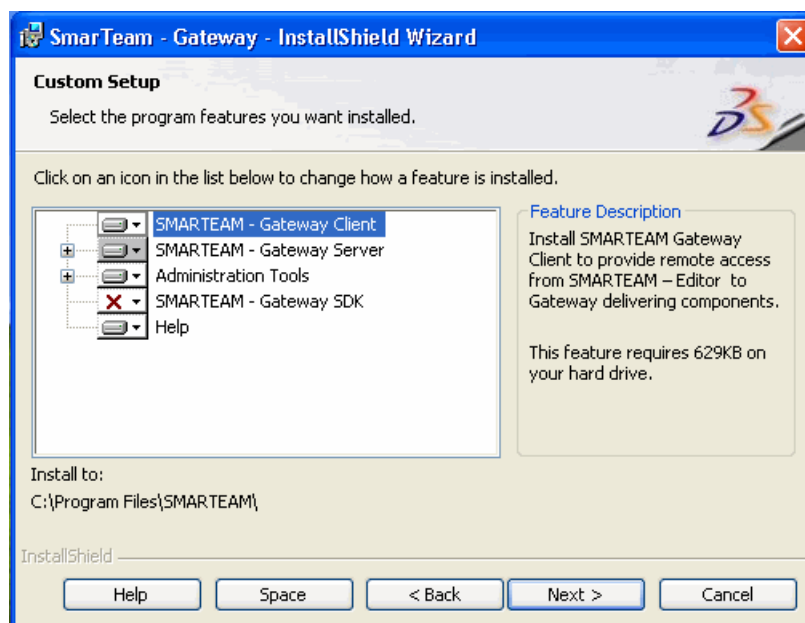 SmarTeam - Gateway - InstallShield Wizard
Custom Setup
Select the program features you want installed.
Click on an icon in the list below to change how a feature is installed.
SMARTEAM - Gateway Client
SMARTEAM - Gateway Server
Administration Tools
SMARTEAM - Gateway SDK
Help
Feature Description
Install SMARTEAM Gateway
Client to provide remote access
from SMARTEAM – Editor to
Gateway delivering components.
This feature requires 629KB on
your hard drive.
Install to:
C:\Program Files\SMARTEAM\
InstallShield
Help
Space
< Back
Next >
Cancel